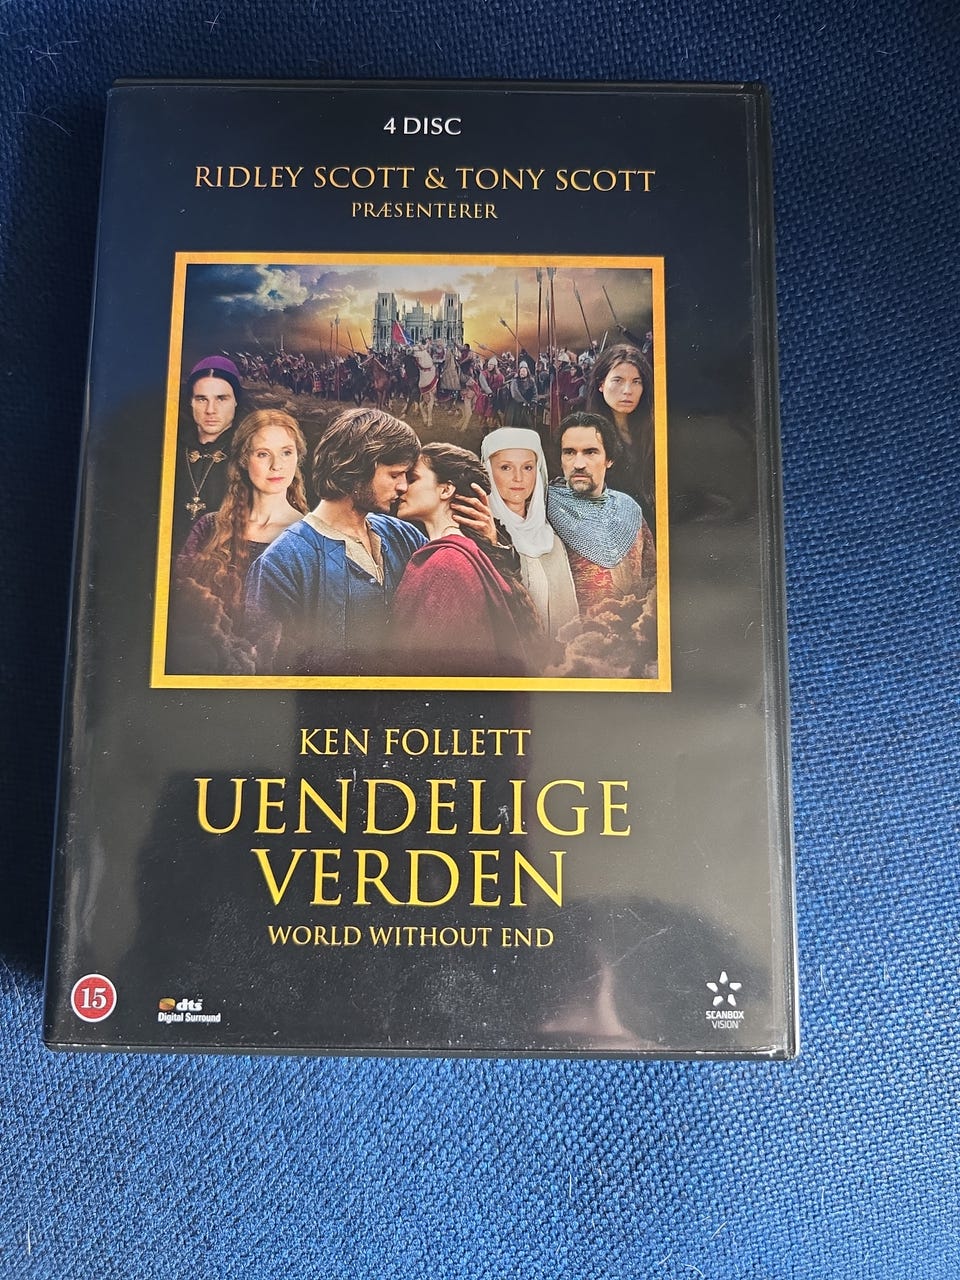 4 DISC
RIDLEY SCOTT & TONY SCOTT
PRÆSENTERER
KEN FOLLETT
UENDELIGE
VERDEN
WORLD WITHOUT END
15
dts
Digital Surround
SCANBOX
VISION